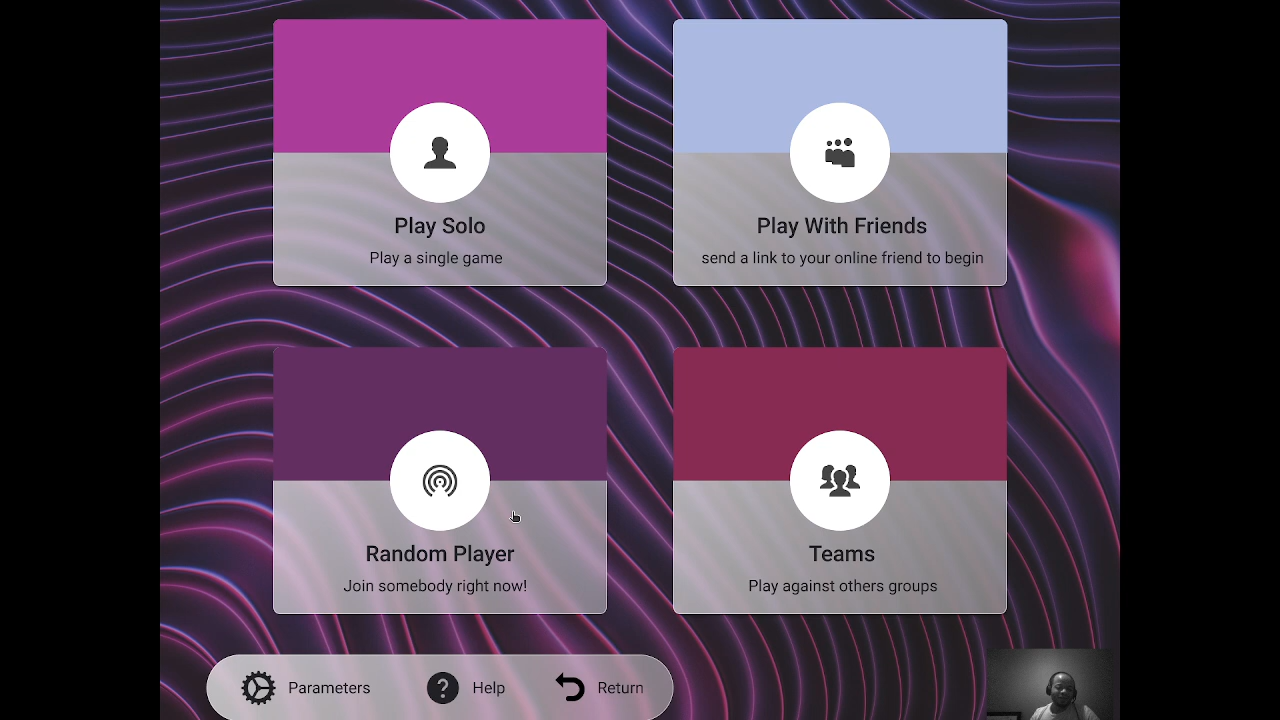 Play Solo
Play a single game
Play With Friends
send a link to your online friend to begin
Random Player
Join somebody right now!
Teams
Play against others groups
Parameters
Help
Return